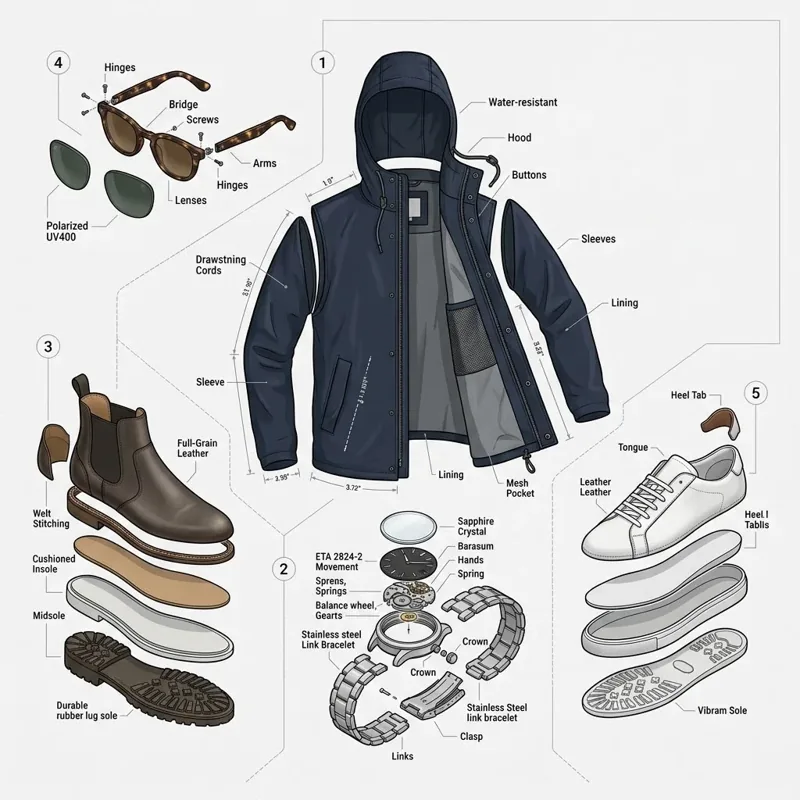 4
Hinges
Bridge
Screws
Arms
Hinges
Lenses
Polarized
UV400
1
Water-resistant
Hood
Buttons
1.0"
Sleeves
Drawstning
Cords
Lining
Sleeve
3.95"
3.72"
Lining
Mesh
Pocket
3
Full-Grain
Leather
Welt
Stitching
Cushioned
Insole
Midsole
Durable
rubber lug sole
2
Sapphire
Crystal
ETA 2824-2
Movement
Barasum
Hands
Spring
Sprens,
Springs
Balance wheel,
Gearts
Stainless steel
Link Bracelet
Crown
Crown
Stainless Steel
link bracelet
Clasp
Links
5
Heel Tab
Tongue
Leather
Leather
Heel.l
Tablis
Vibram Sole